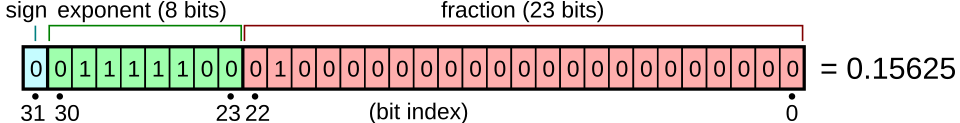 sign exponent (8 bits) fraction (23 bits)
0 0 1 1 1 1 1 0 0 0 1 0 0 0 0 0 0 0 0 0 0 0 0 0 0 0 0 0 0 0 0 0 = 0.15625
31 30 23 22 (bit index) 0